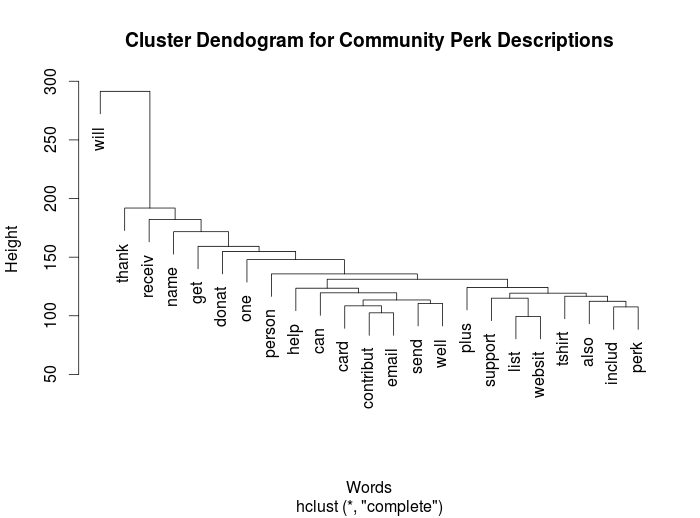 Cluster Dendogram for Community Perk Descriptions
Height
300
250
200
150
100
50
will
thank
receiv
name
get
donat
one
person
help
can
card
contribut
email
send
well
plus
support
list
websit
tshirt
also
includ
perk
Words
hclust (*, "complete")